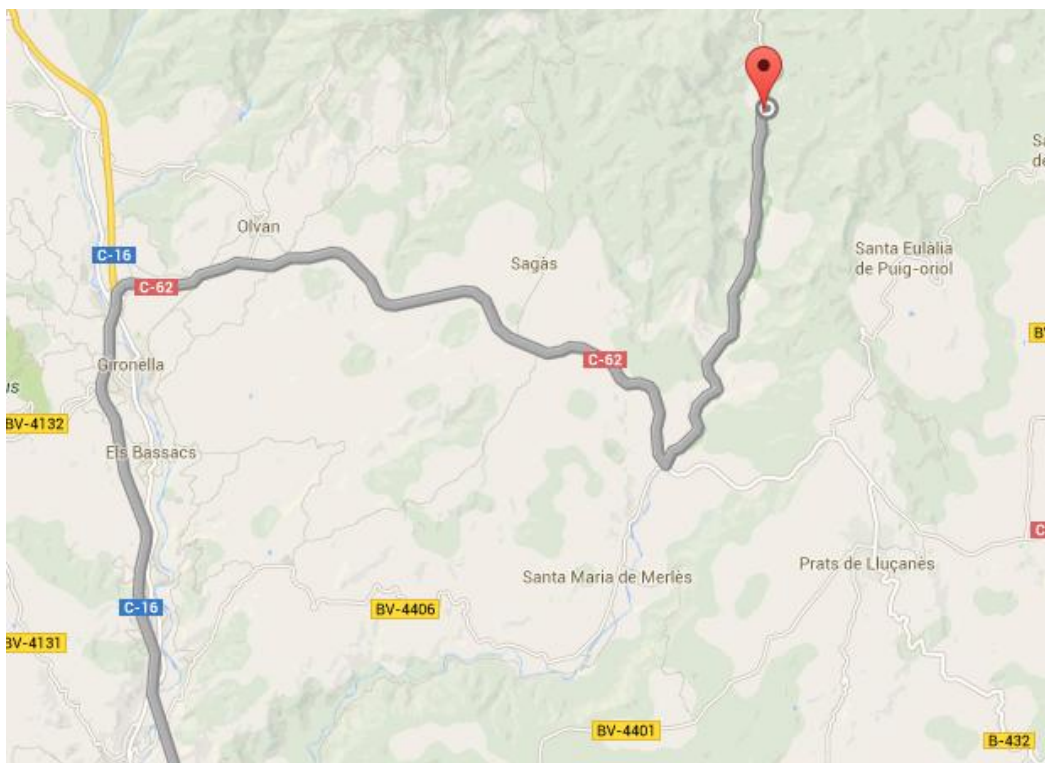 Olvan
C-16
Sagàs
Santa Eulàlia
de Puig-oriol
C-62
C-62
Gironella
BV-4132
Els Bassacs
Prats de Lluçanès
Santa Maria de Merlès
C-16
BV-4406
BV-4131
BV-4401
B-432